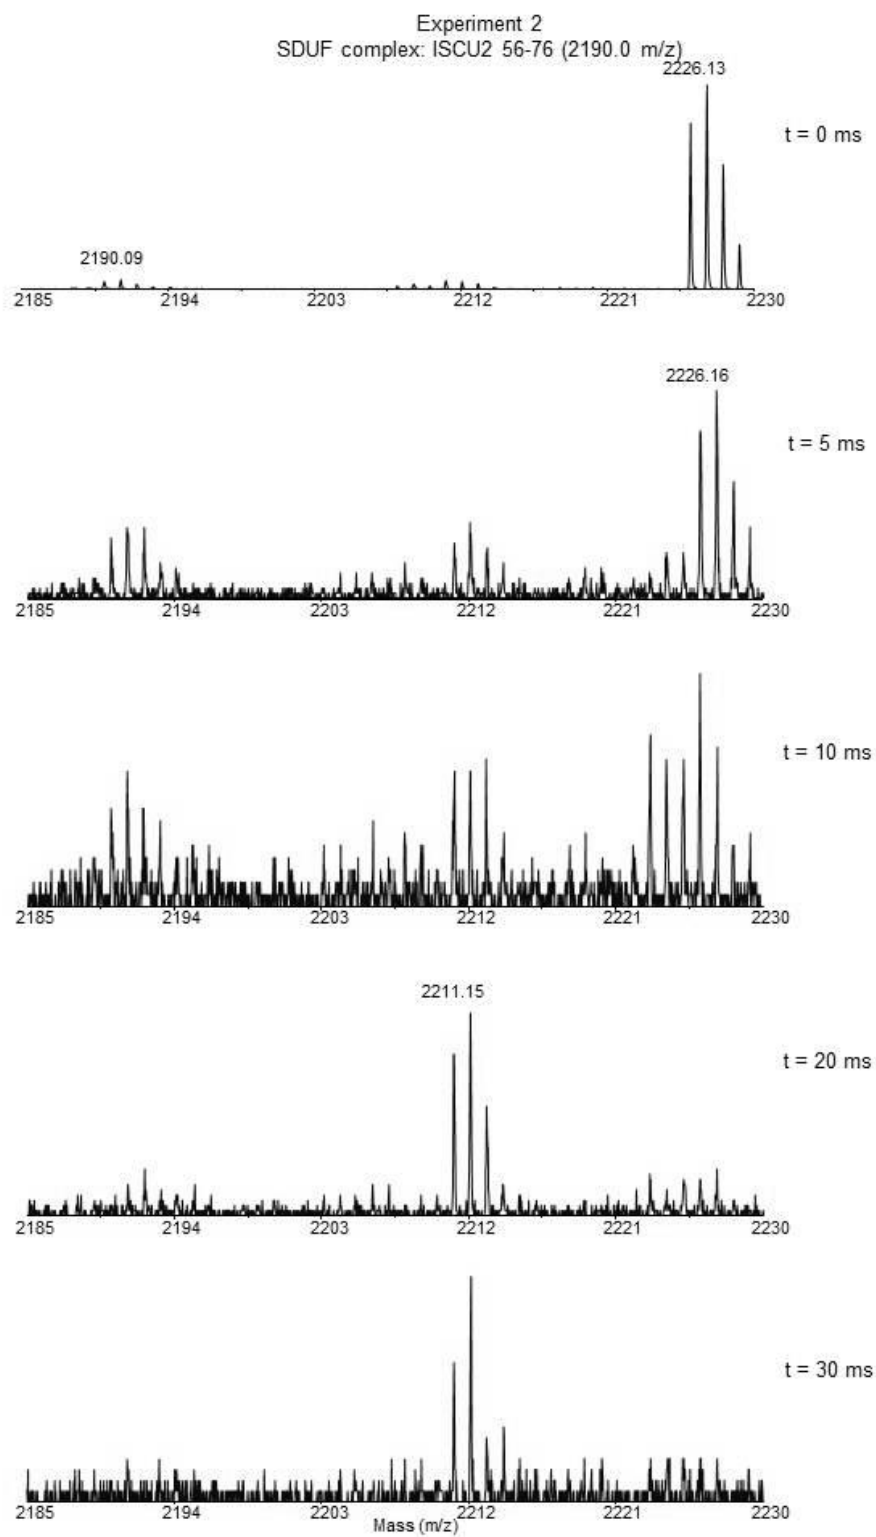 Experiment 2
SDUF complex: ISCU2 56-76 (2190.0 m/z)
2226.13
t = 0 ms
2190.09
2185 2194 2203 2212 2221 2230
2226.16
t = 5 ms
2185 2194 2203 2212 2221 2230
t = 10 ms
2185 2194 2203 2212 2221 2230
2211.15
t = 20 ms
2185 2194 2203 2212 2221 2230
t = 30 ms
2185 2194 2203 2212 2221 2230
Mass (m/z)